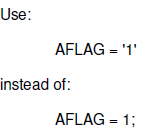 Use:
AFLAG = '1'
instead of:
AFLAG = 1;